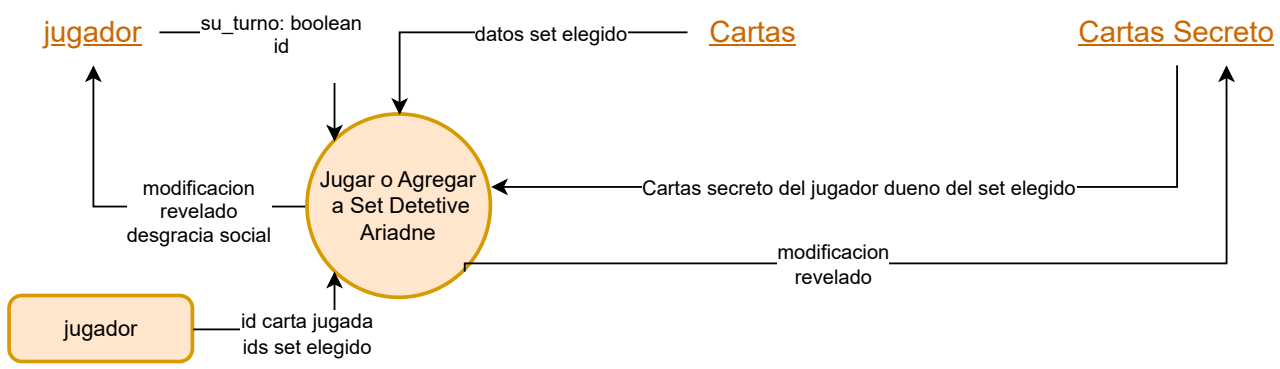 jugador
su_turno: boolean
id
datos set elegido
Cartas
Cartas Secreto
Jugar o Agregar
a Set Detetive
Ariadne
Cartas secreto del jugador dueno del set elegido
modificacion
revelado
desgracia social
modificacion
revelado
jugador
id carta jugada
ids set elegido